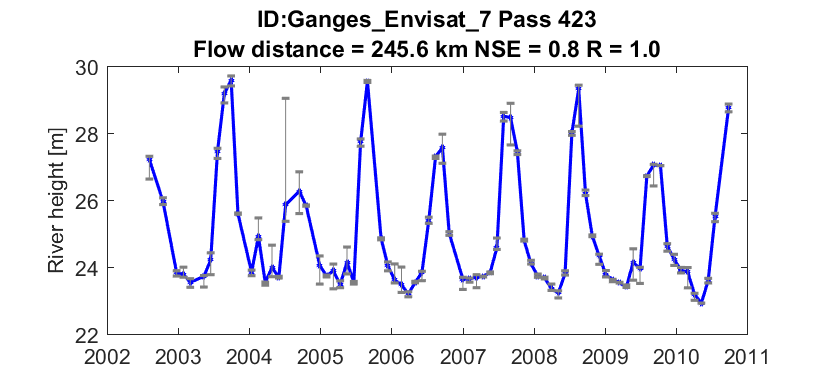 ID:Ganges_Envisat_7 Pass 423
Flow distance = 245.6 km NSE = 0.8 R = 1.0
River height [m]
30
28
26
24
22
2002 2003 2004 2005 2006 2007 2008 2009 2010 2011